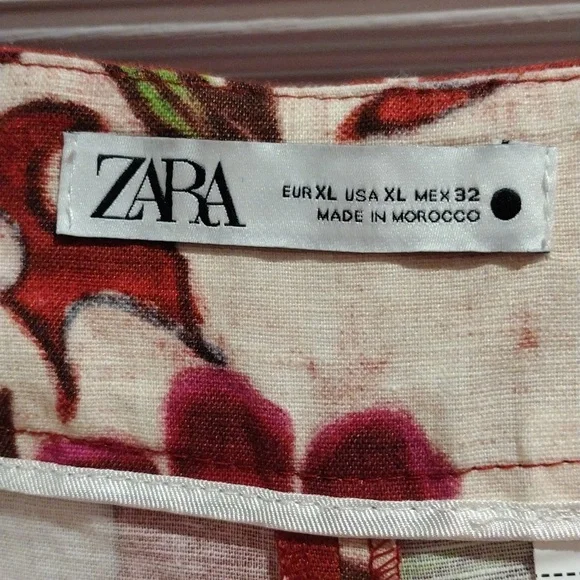 ZARA
EUR XL USA XL MEX 32
MADE IN MOROCCO